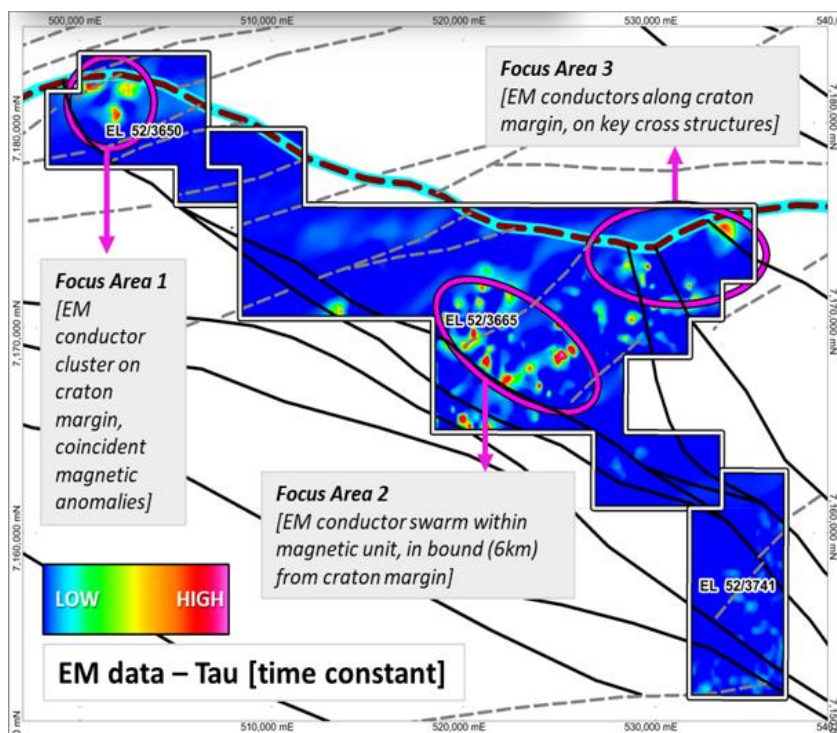 500,000 mE
510,000 mE
520,000 mE
530,000 mE
540,0
7,180,000 mN
7,180,000 mN
Focus Area 3
[EM conductors along craton
margin, on key cross structures]
EL 52/3650
Focus Area 1
[EM
conductor
cluster on
craton
margin,
coincident
magnetic
anomalies]
7,170,000 mN
7,170,000 mN
EL 52/3665
Focus Area 2
[EM conductor swarm within
magnetic unit, in bound (6km)
from craton margin]
7,160,000 mN
7,160,000 mN
EL 52/3741
LOW
HIGH
EM data – Tau [time constant]
510,000 mE
520,000 mE
530,000 mE
540